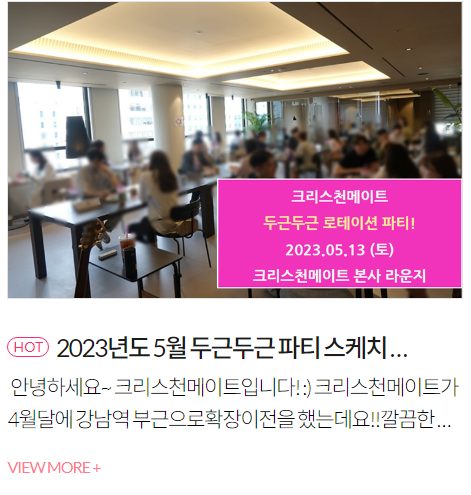 크리스천메이트
두근두근 로테이션 파티!
2023.05.13 (토)
크리스천메이트 본사 라운지
HOT 2023년도 5월 두근두근 파티 스케치 ...
안녕하세요~ 크리스천메이트입니다! :) 크리스천메이트가
4월달에 강남역 부근으로확장이전을 했는데요!! 깔끔한 ...
VIEW MORE +